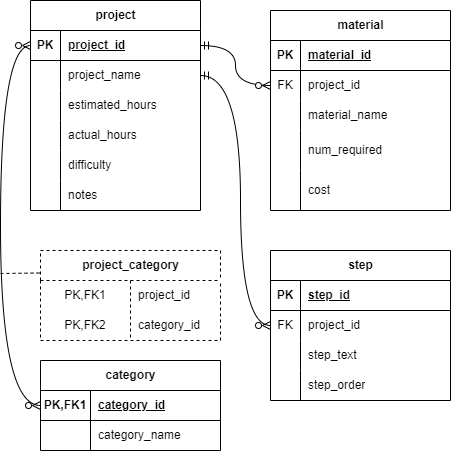 project
PK project_id
project_name
estimated_hours
actual_hours
difficulty
notes
material
PK material_id
FK project_id
material_name
num_required
cost
project_category
PK,FK1 project_id
PK,FK2 category_id
step
PK step_id
FK project_id
step_text
step_order
category
PK,FK1 category_id
category_name